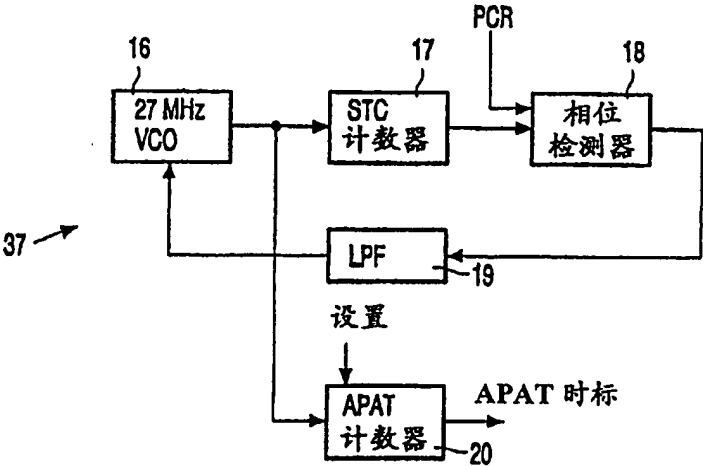 PCR
16
27 MHz
VCO
17
STC
计数器
18
相位
检测器
37
LPF
19
设置
APAT
计数器
20
APAT 时标